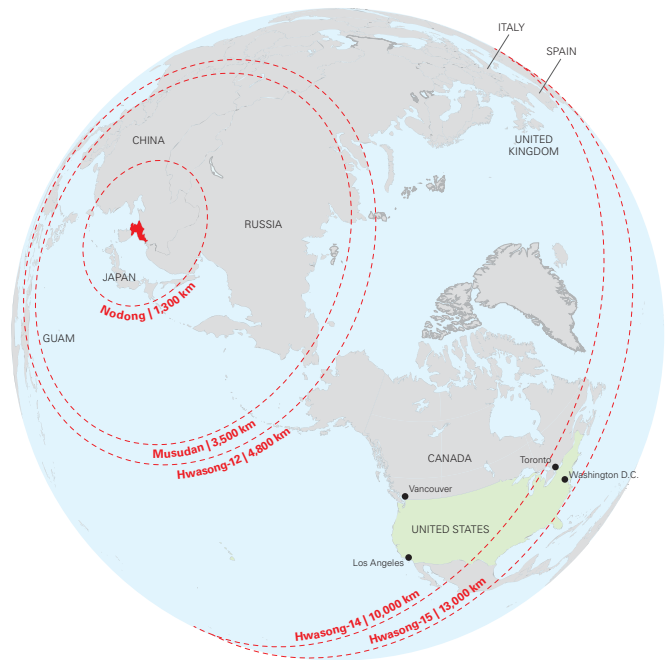 ITALY
SPAIN
UNITED
KINGDOM
CHINA
RUSSIA
JAPAN
Nodong | 1,300 km
GUAM
Musudan | 3,500 km
Hwasong-12 | 4,800 km
CANADA
Toronto
Washington D.C.
Vancouver
UNITED STATES
Los Angeles
Hwasong-14 | 10,000 km
Hwasong-15 | 13,000 km